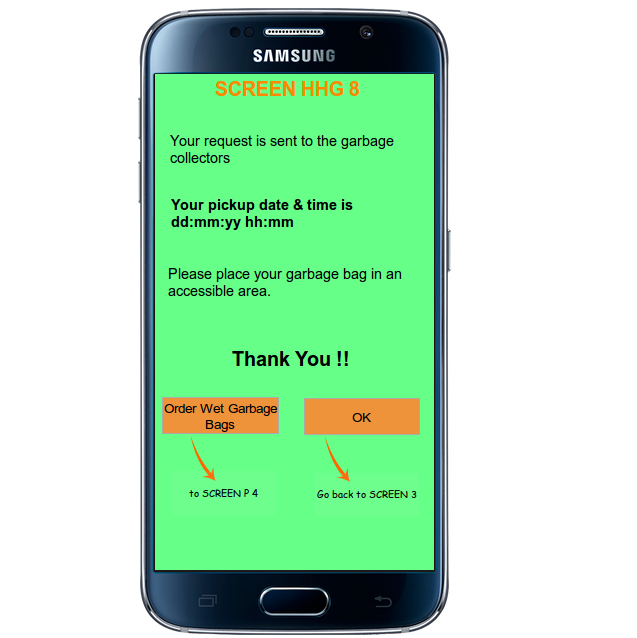 SAMSUNG
SCREEN HHG 8
Your request is sent to the garbage
collectors
Your pickup date & time is
dd:mm:yy hh:mm
Please place your garbage bag in an
accessible area.
Thank You !!
Order Wet Garbage
Bags
OK
to SCREEN P 4
Go back to SCREEN 3